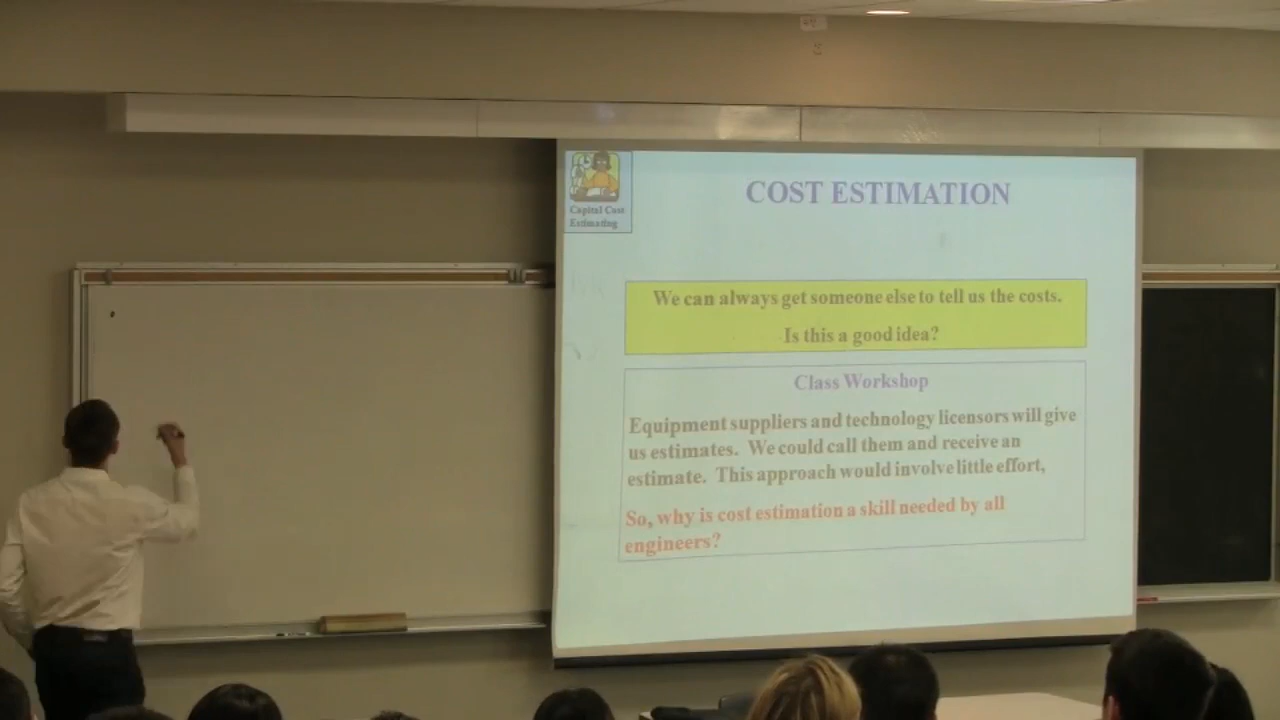 Capital Cost
Estimating
COST ESTIMATION
We can always get someone else to tell us the costs.
Is this a good idea?
Class Workshop
Equipment suppliers and technology licensors will give
us estimates. We could call them and receive an
estimate. This approach would involve little effort,
So, why is cost estimation a skill needed by all
engineers?